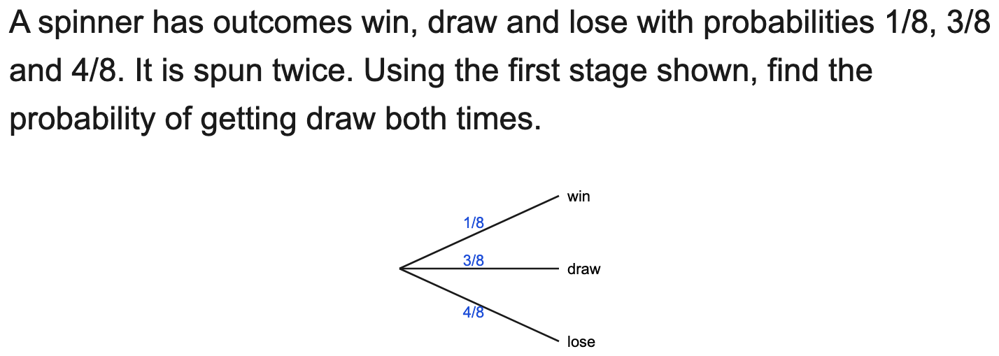 A spinner has outcomes win, draw and lose with probabilities 1/8, 3/8
and 4/8. It is spun twice. Using the first stage shown, find the
probability of getting draw both times.
win
1/8
3/8
draw
4/8
lose